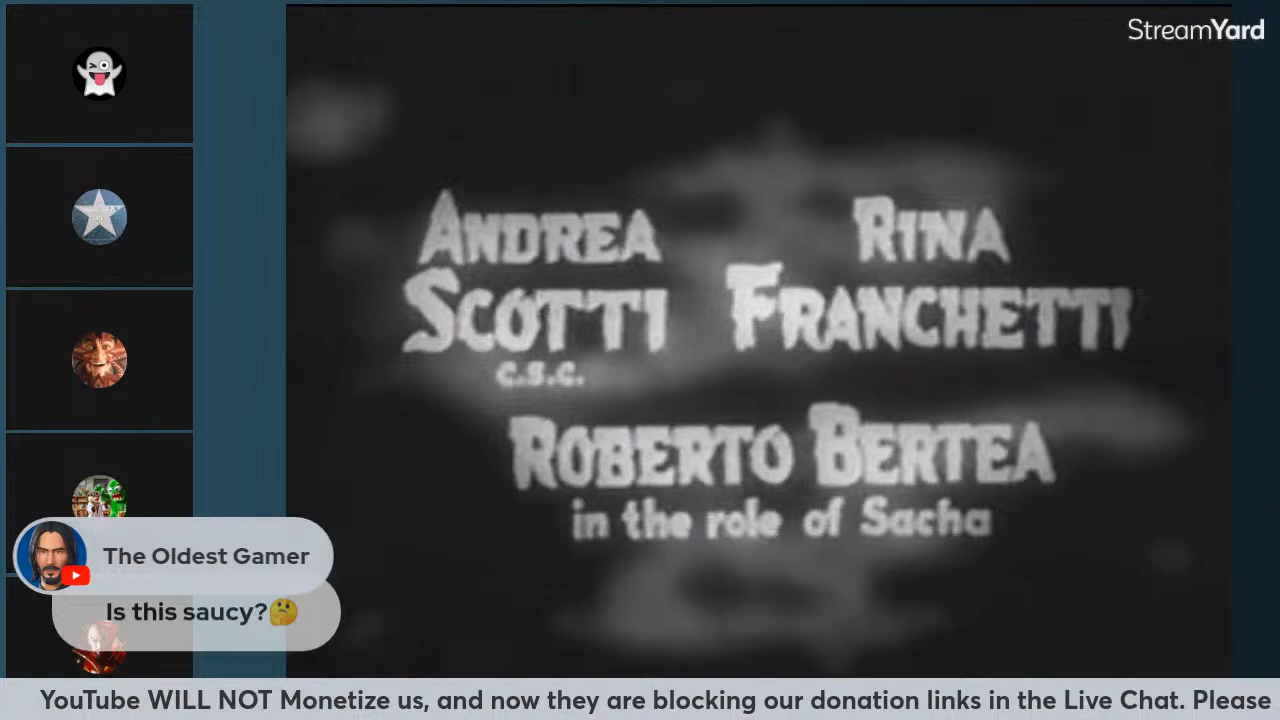 StreamYard
ANDREA
SCOTTI
c.s.c.
RINA
FRANCHETTI
ROBERTO BERTEA
in the role of Sacha
The Oldest Gamer
Is this saucy?🤔
YouTube WILL NOT Monetize us, and now they are blocking our donation links in the Live Chat. Please